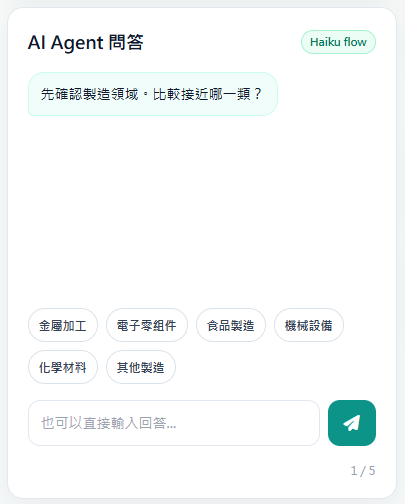 AI Agent 問答
Haiku flow
先確認製造領域。比較接近哪一類？
金屬加工
電子零組件
食品製造
機械設備
化學材料
其他製造
也可以直接輸入回答...
1 / 5